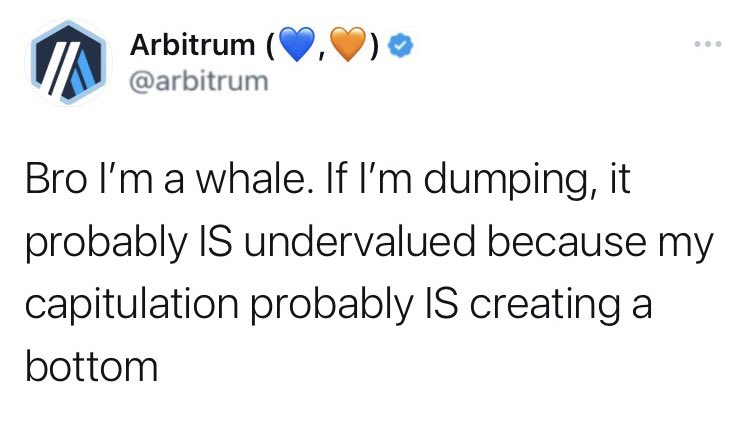 Arbitrum (💙,🧡)
@arbitrum
Bro I’m a whale. If I’m dumping, it
probably IS undervalued because my
capitulation probably IS creating a
bottom